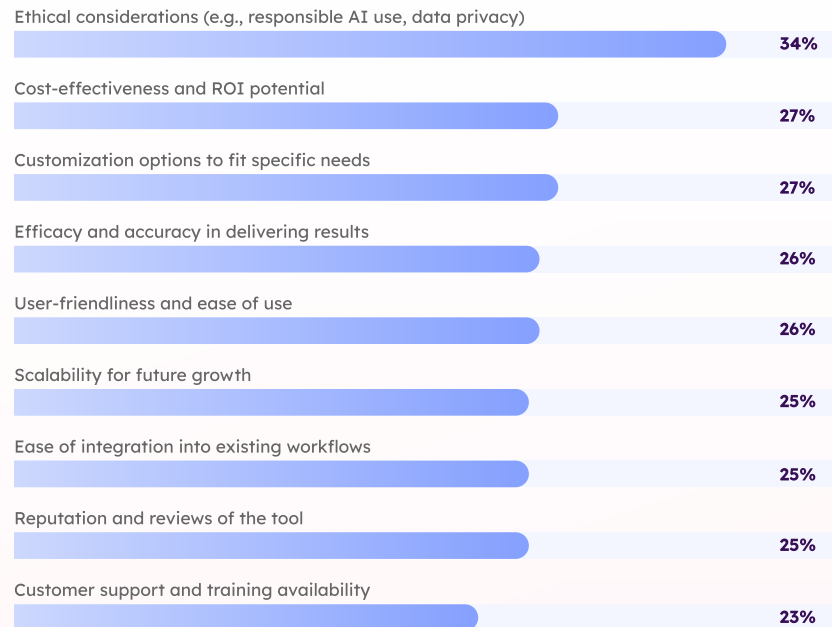 Ethical considerations (e.g., responsible AI use, data privacy)
34%
Cost-effectiveness and ROI potential
27%
Customization options to fit specific needs
27%
Efficacy and accuracy in delivering results
26%
User-friendliness and ease of use
26%
Scalability for future growth
25%
Ease of integration into existing workflows
25%
Reputation and reviews of the tool
25%
Customer support and training availability
23%